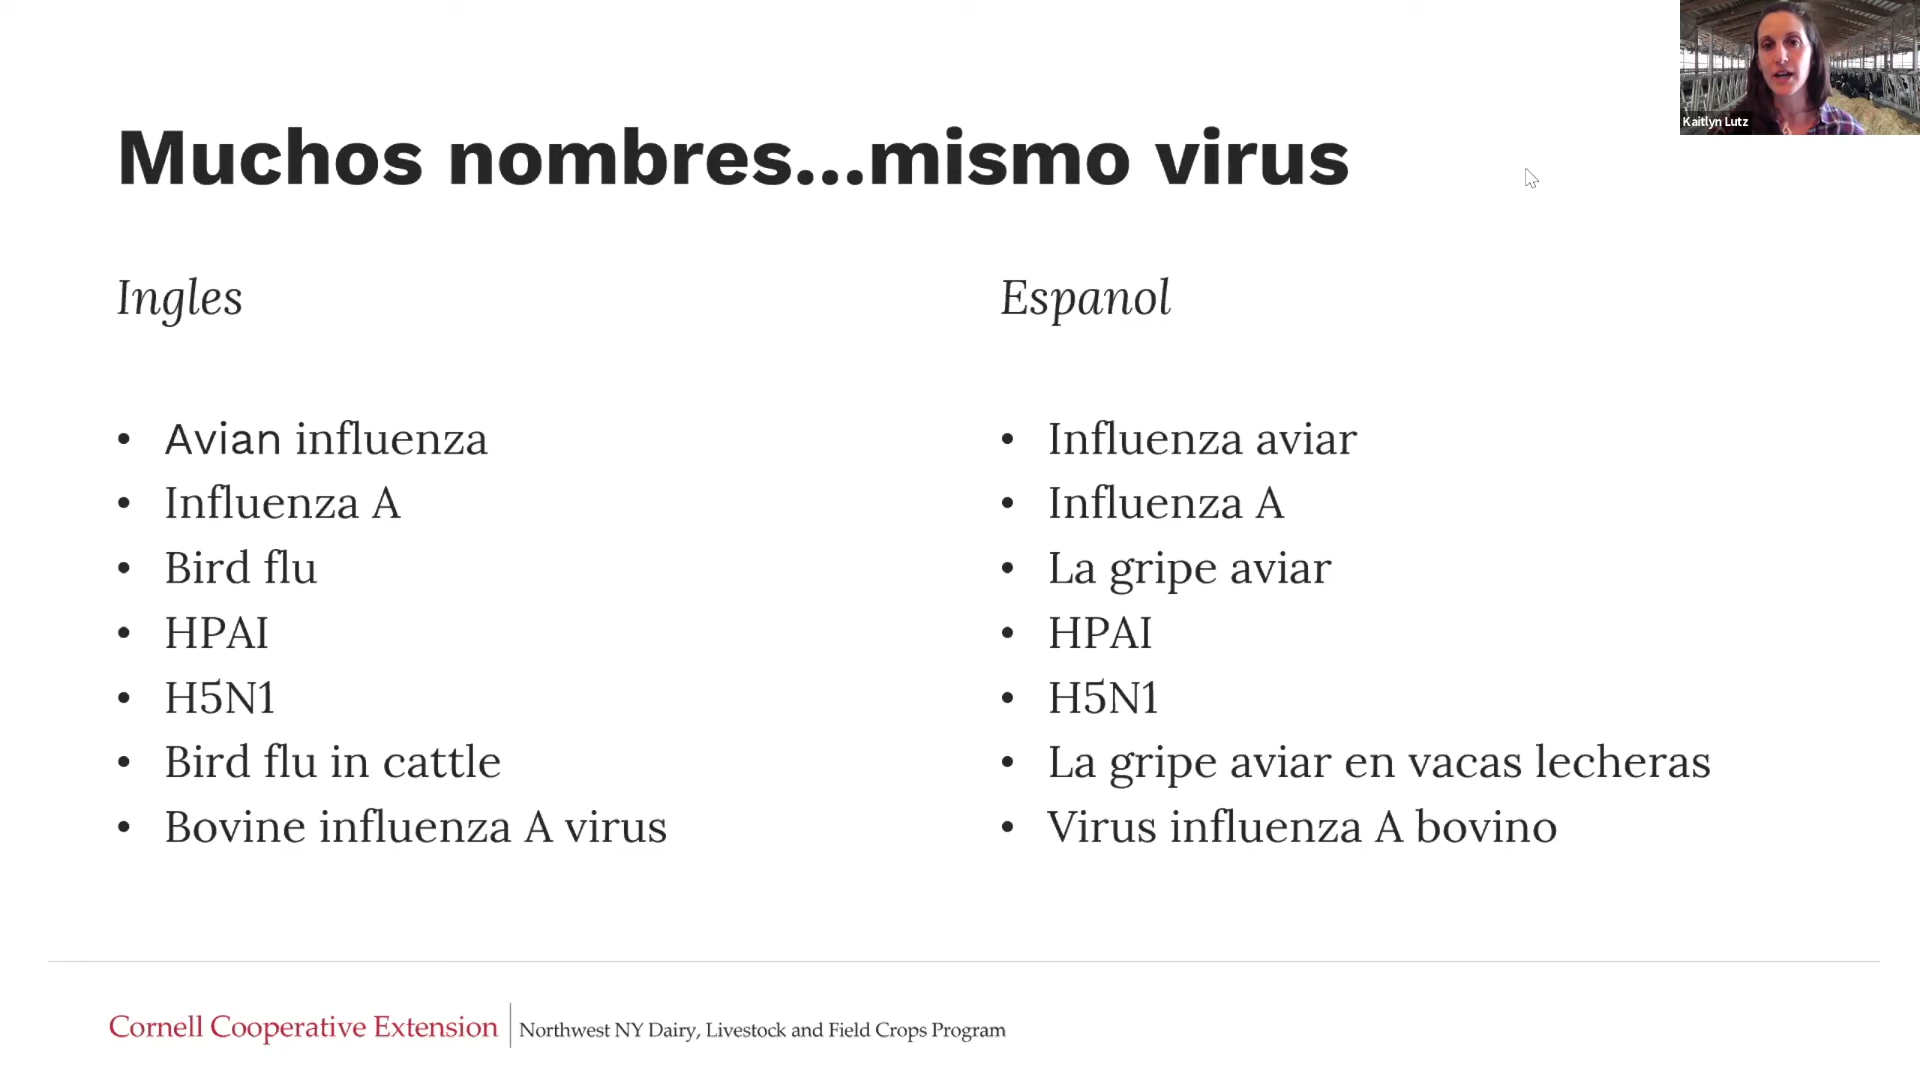 Kaitlyn Lutz
Muchos nombres...mismo virus
Ingles
• Avian influenza
• Influenza A
• Bird flu
• HPAI
• H5N1
• Bird flu in cattle
• Bovine influenza A virus
Espanol
• Influenza aviar
• Influenza A
• La gripe aviar
• HPAI
• H5N1
• La gripe aviar en vacas lecheras
• Virus influenza A bovino
Cornell Cooperative Extension | Northwest NY Dairy, Livestock and Field Crops Program